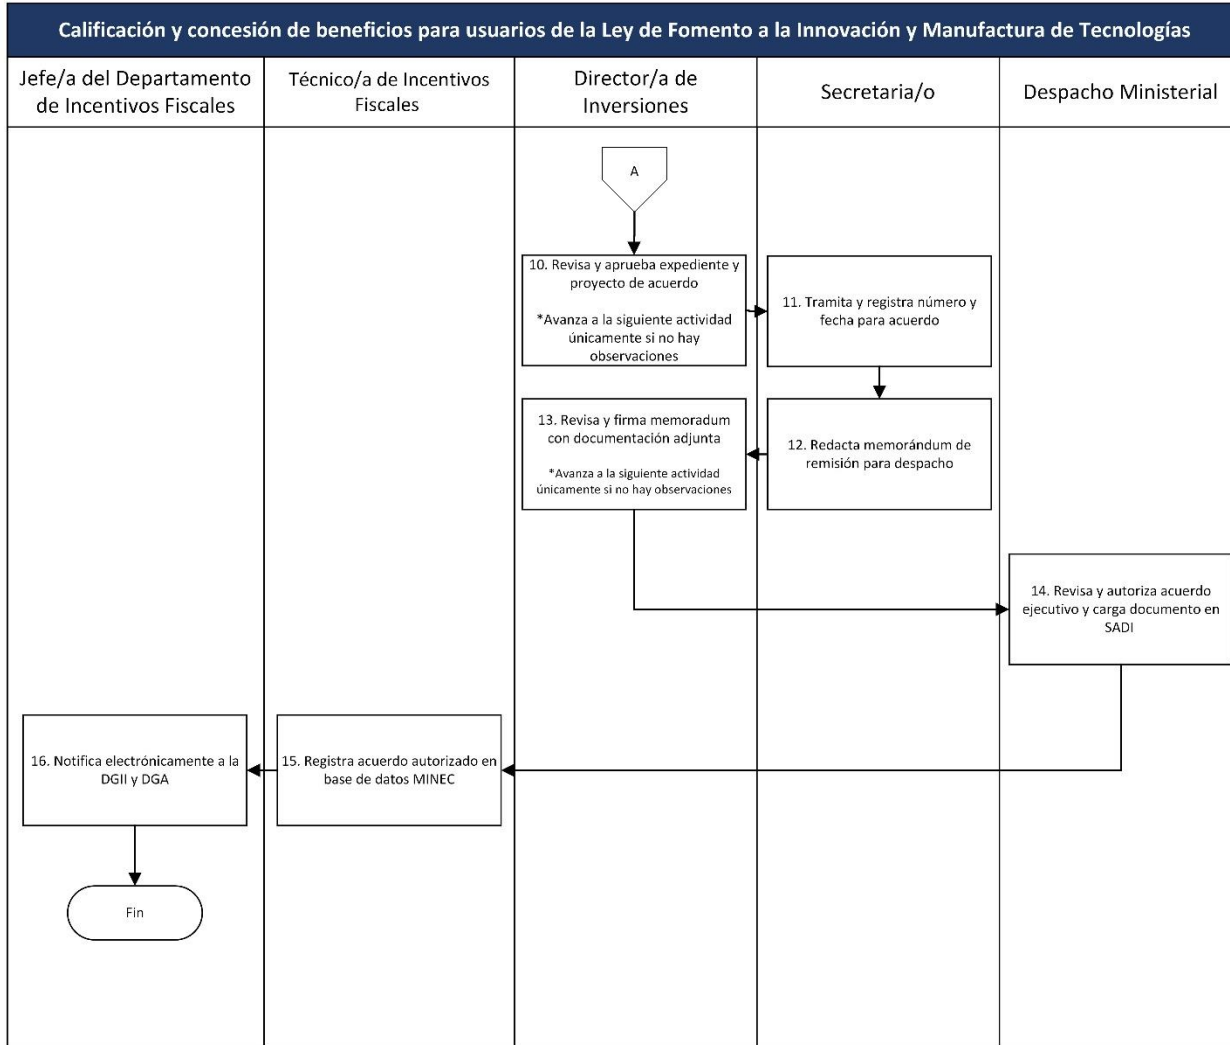 Calificación y concesión de beneficios para usuarios de la Ley de Fomento a la Innovación y Manufactura de Tecnologías
Jefe/a del Departamento
de Incentivos Fiscales
Técnico/a de Incentivos
Fiscales
Director/a de
Inversiones
Secretaria/o
Despacho Ministerial
A
10. Revisa y aprueba expediente y
proyecto de acuerdo
*Avanza a la siguiente actividad
únicamente si no hay
observaciones
11. Tramita y registra número y
fecha para acuerdo
13. Revisa y firma memoradum
con documentación adjunta
*Avanza a la siguiente actividad
únicamente si no hay observaciones
12. Redacta memorándum de
remisión para despacho
14. Revisa y autoriza acuerdo
ejecutivo y carga documento en
SADI
16. Notifica electrónicamente a la
DGII y DGA
15. Registra acuerdo autorizado en
base de datos MINEC
Fin